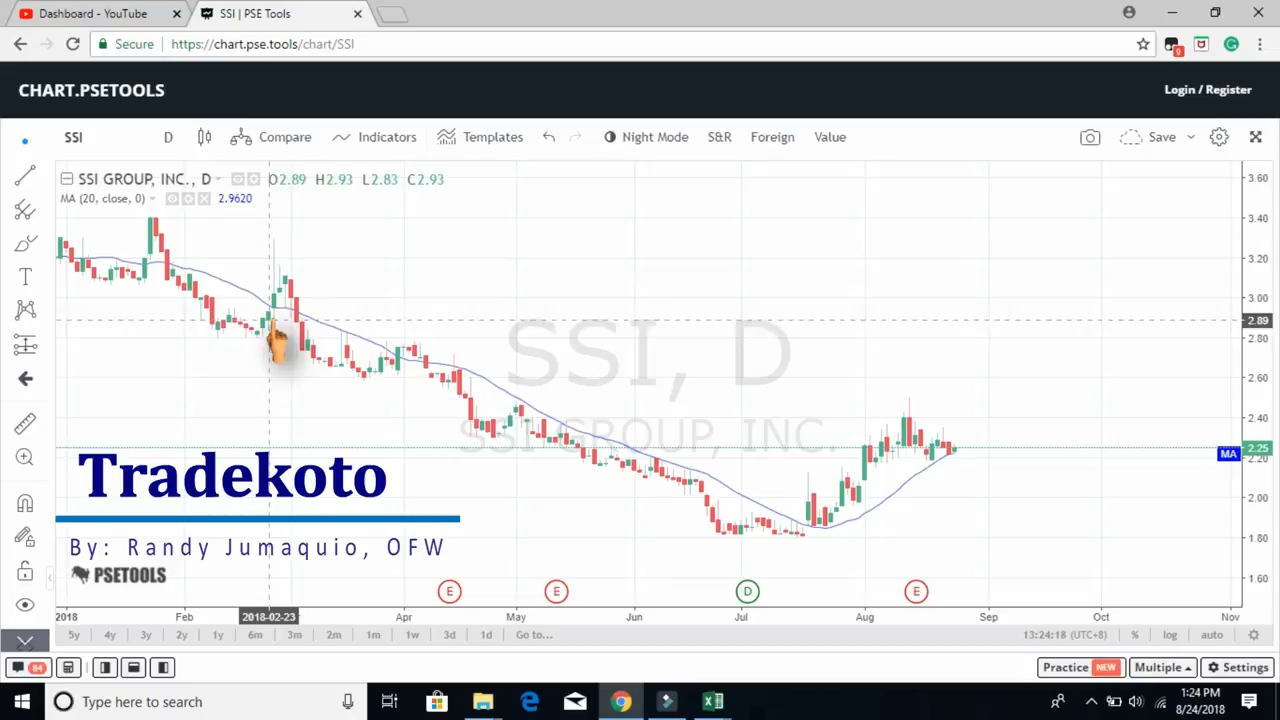 Dashboard - YouTube
SSI | PSE Tools
Secure
https://chart.pse.tools/chart/SSI
9
CHART.PSETOOLS
Login / Register
SSI D Compare Indicators Templates Night Mode S&R Foreign Value Save
SSI GROUP, INC., D O2.89 H2.93 L2.83 C2.93
MA (20, close, 0) 2.9620
3.60
3.40
3.20
3.00
2.89
2.80
2.60
2.40
2.25
MA
2.20
2.00
1.80
1.60
SSI, D
SSI GROUP, INC.
Tradekoto
By: Randy Jumaquio, OFW
PSETOOLS
E E D E
2018 Feb 2018-02-23 Apr May Jun Jul Aug Sep Oct Nov
5y 4y 3y 2y 1y 6m 3m 2m 1m 1w 3d 1d Go to... 13:24:18 (UTC+8) % log auto
84
Practice NEW Multiple Settings
Type here to search
1:24 PM
8/24/2018